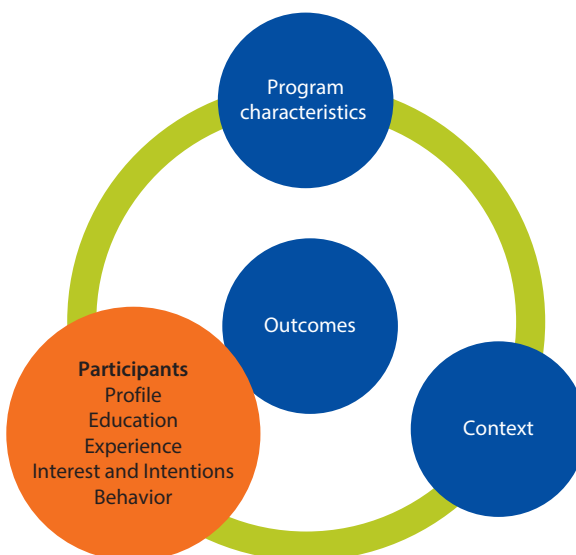 Program
characteristics
Outcomes
Participants
Profile
Education
Experience
Interest and Intentions
Behavior
Context